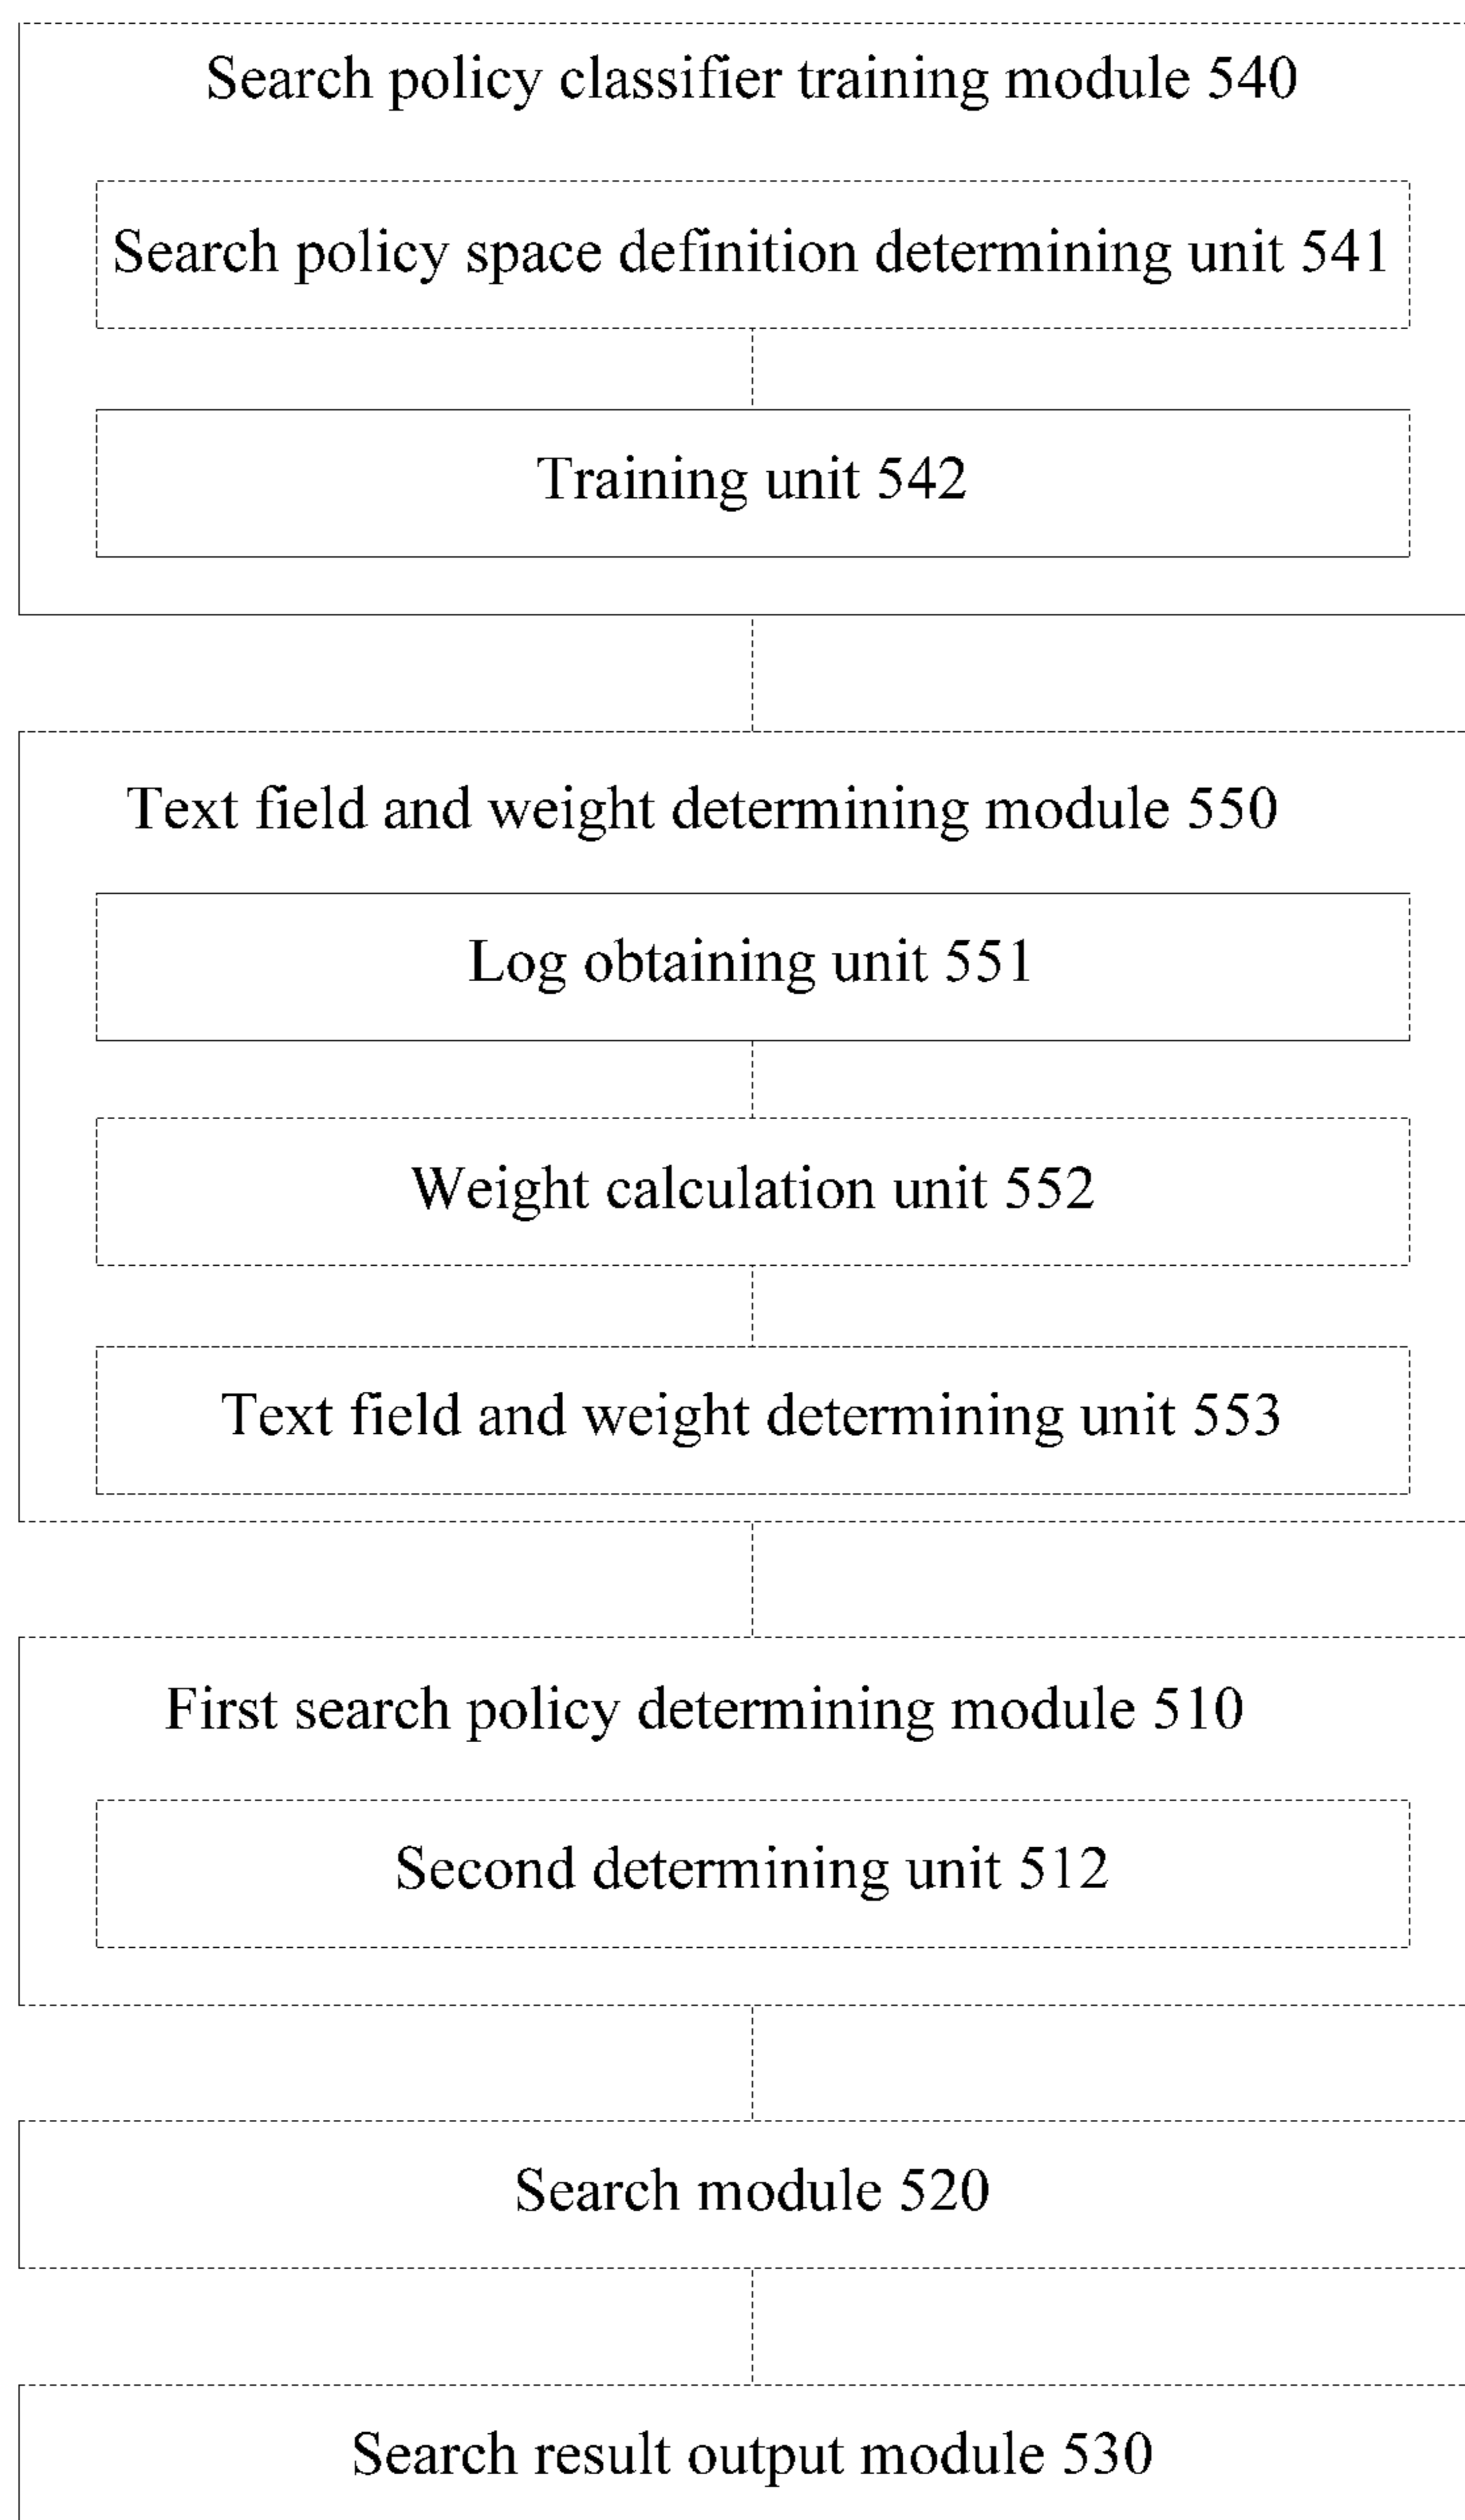 Search policy classifier training module 540
Search policy space definition determining unit 541
Training unit 542
Text field and weight determining module 550
Log obtaining unit 551
Weight calculation unit 552
Text field and weight determining unit 553
First search policy determining module 510
Second determining unit 512
Search module 520
Search result output module 530